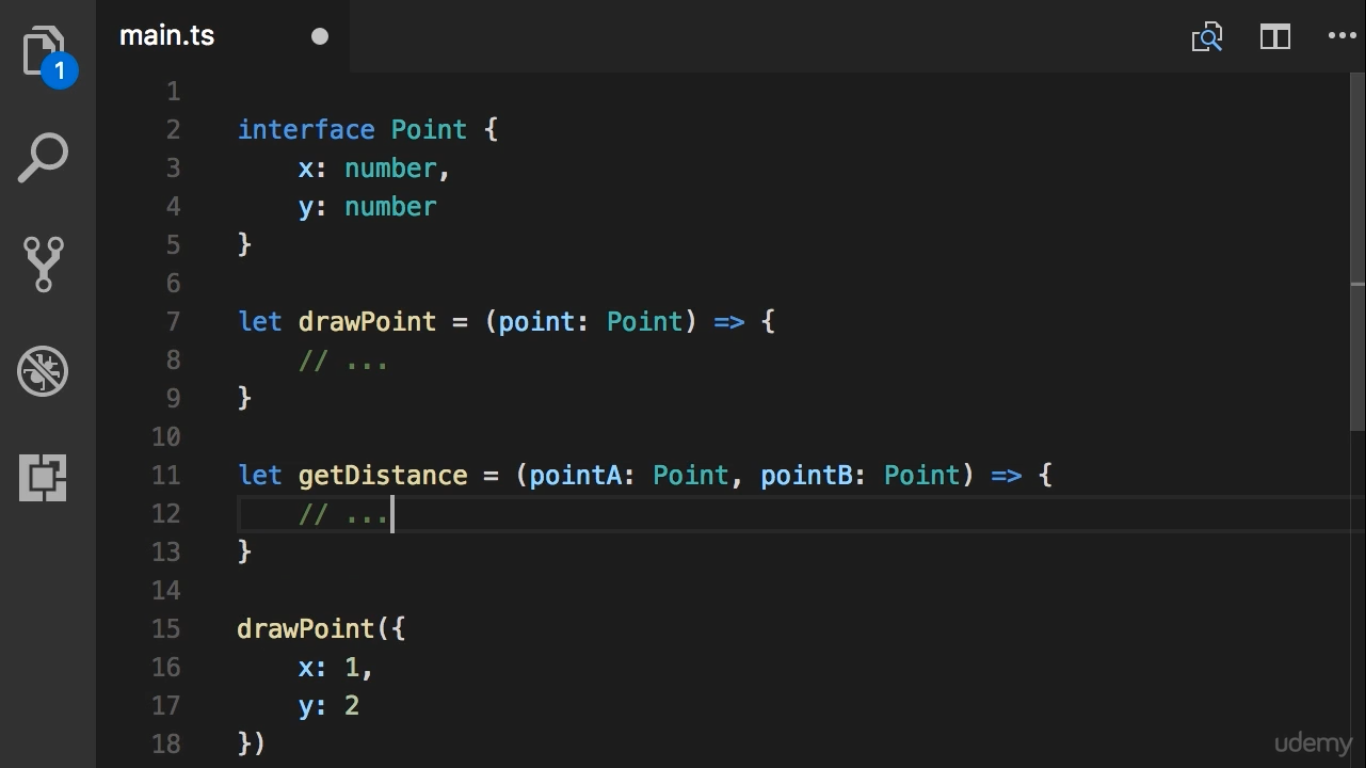 main.ts
1
1
2 interface Point {
3     x: number,
4     y: number
5 }
6
7 let drawPoint = (point: Point) => {
8     // ...
9 }
10
11 let getDistance = (pointA: Point, pointB: Point) => {
12     // ...
13 }
14
15 drawPoint({
16     x: 1,
17     y: 2
18 })
udemy